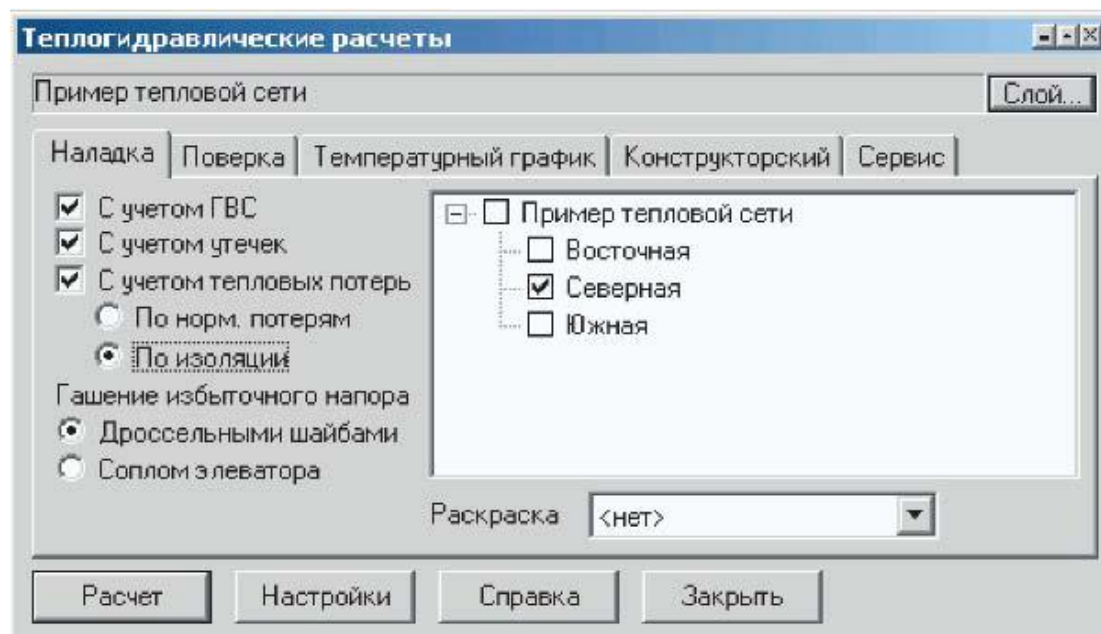 Теплогидравлические расчеты
Пример тепловой сети
Слой...
Наладка Поверка Температурный график Конструкторский Сервис
С учетом ГВС
С учетом утечек
С учетом тепловых потерь
По норм. потерям
По изоляции
Гашение избыточного напора
Дроссельными шайбами
Соплом элеватора
Пример тепловой сети
Восточная
Северная
Южная
Раскраска <нет>
Расчет Настройки Справка Закрыть